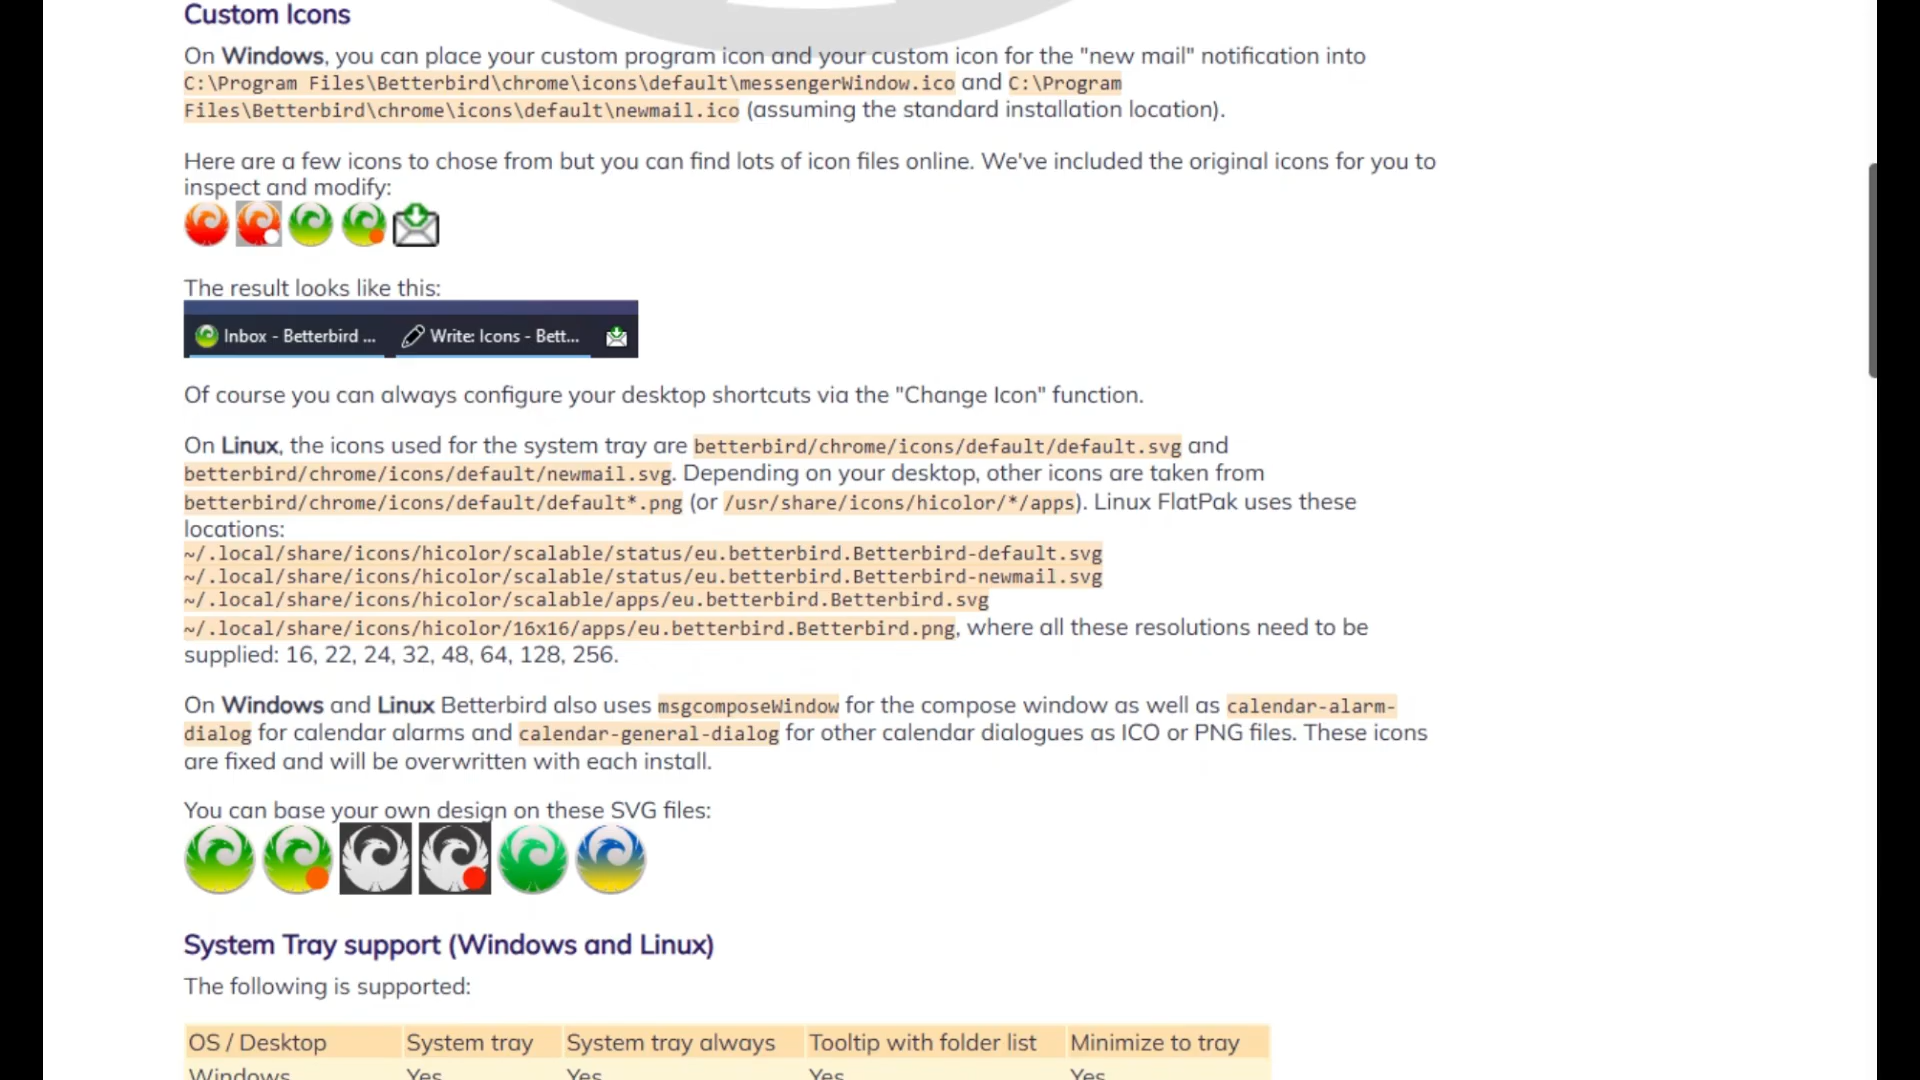 Custom Icons
On Windows, you can place your custom program icon and your custom icon for the "new mail" notification into
C:\Program Files\Betterbird\chrome\icons\default\messengerWindow.ico and C:\Program
Files\Betterbird\chrome\icons\default\newmail.ico (assuming the standard installation location).
Here are a few icons to chose from but you can find lots of icon files online. We've included the original icons for you to
inspect and modify:
The result looks like this:
Inbox - Betterbird ... Write: Icons - Bett...
Of course you can always configure your desktop shortcuts via the "Change Icon" function.
On Linux, the icons used for the system tray are betterbird/chrome/icons/default/default.svg and
betterbird/chrome/icons/default/newmail.svg. Depending on your desktop, other icons are taken from
betterbird/chrome/icons/default/default*.png (or /usr/share/icons/hicolor/*/apps). Linux FlatPak uses these
locations:
~/.local/share/icons/hicolor/scalable/status/eu.betterbird.Betterbird-default.svg
~/.local/share/icons/hicolor/scalable/status/eu.betterbird.Betterbird-newmail.svg
~/.local/share/icons/hicolor/scalable/apps/eu.betterbird.Betterbird.svg
~/.local/share/icons/hicolor/16x16/apps/eu.betterbird.Betterbird.png, where all these resolutions need to be
supplied: 16, 22, 24, 32, 48, 64, 128, 256.
On Windows and Linux Betterbird also uses msgcomposeWindow for the compose window as well as calendar-alarm-
dialog for calendar alarms and calendar-general-dialog for other calendar dialogues as ICO or PNG files. These icons
are fixed and will be overwritten with each install.
You can base your own design on these SVG files:
System Tray support (Windows and Linux)
The following is supported:
OS / Desktop System tray System tray always Tooltip with folder list Minimize to tray
Windows Yes Yes Yes Yes